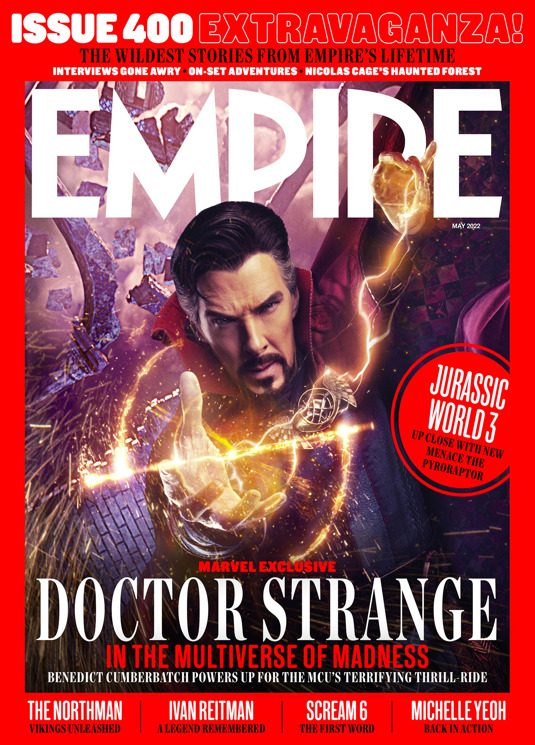 ISSUE 400 EXTRAVAGANZA!
THE WILDEST STORIES FROM EMPIRE'S LIFETIME
INTERVIEWS GONE AWRY · ON-SET ADVENTURES · NICOLAS CAGE'S HAUNTED FOREST
EMPIRE
MAY 2022
JURASSIC
WORLD 3
UP CLOSE WITH NEW
MENACE THE
PYRORAPTOR
MARVEL EXCLUSIVE
DOCTOR STRANGE
IN THE MULTIVERSE OF MADNESS
BENEDICT CUMBERBATCH POWERS UP FOR THE MCU'S TERRIFYING THRILL-RIDE
THE NORTHMAN
VIKINGS UNLEASHED
IVAN REITMAN
A LEGEND REMEMBERED
SCREAM 6
THE FIRST WORD
MICHELLE YEOH
BACK IN ACTION